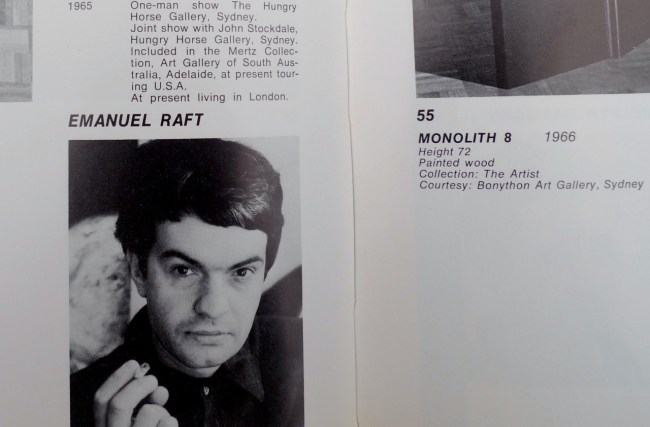 1965 One-man show The Hungry
Horse Gallery, Sydney.
Joint show with John Stockdale,
Hungry Horse Gallery, Sydney.
Included in the Mertz Collec-
tion, Art Gallery of South Aus-
tralia, Adelaide, at present tour-
ing U.S.A.
At present living in London.
EMANUEL RAFT
55
MONOLITH 8 1966
Height 72
Painted wood
Collection: The Artist
Courtesy: Bonython Art Gallery, Sydney